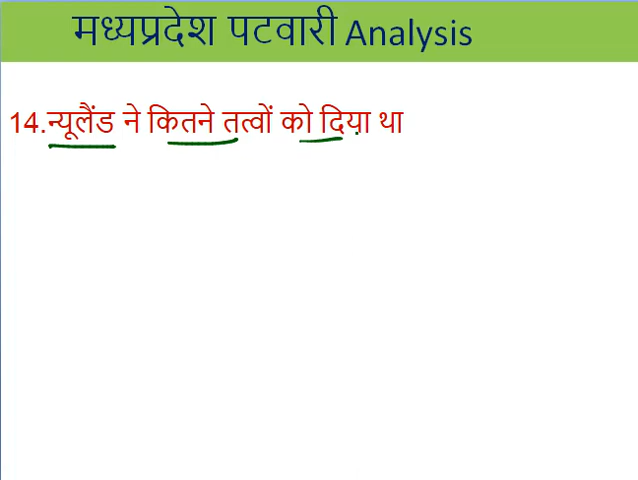 मध्यप्रदेश पटवारी Analysis
14.न्यूलैंड ने कितने तत्वों को दिया था